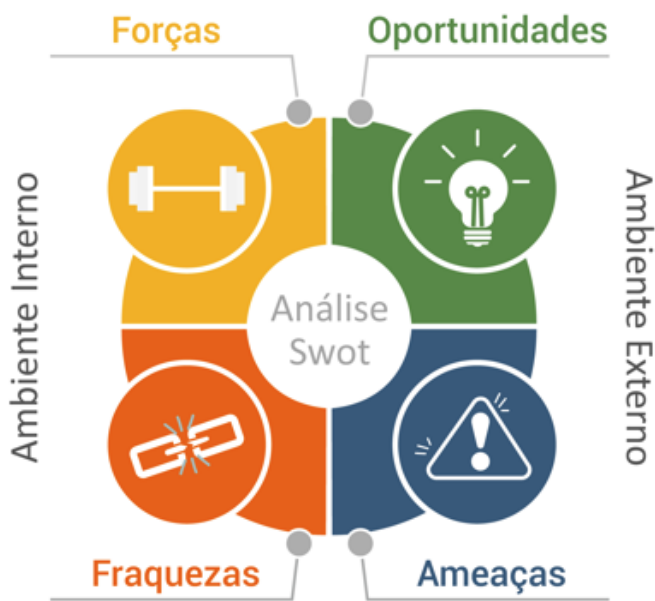 Forças
Oportunidades
Ambiente Interno
Análise
Swot
Ambiente Externo
Fraquezas
Ameaças